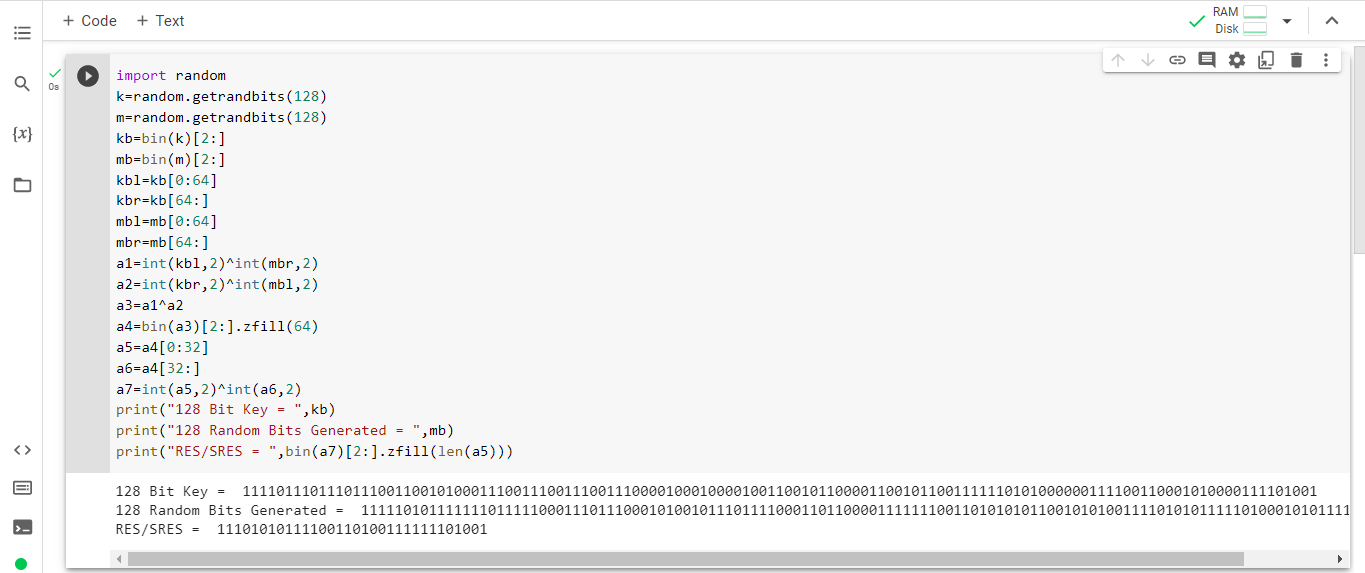 + Code + Text
RAM
Disk
0s
import random
k=random.getrandbits(128)
m=random.getrandbits(128)
kb=bin(k)[2:]
mb=bin(m)[2:]
kbl=kb[0:64]
kbr=kb[64:]
mbl=mb[0:64]
mbr=mb[64:]
a1=int(kbl,2)^int(mbr,2)
a2=int(kbr,2)^int(mbl,2)
a3=a1^a2
a4=bin(a3)[2:].zfill(64)
a5=a4[0:32]
a6=a4[32:]
a7=int(a5,2)^int(a6,2)
print("128 Bit Key = ",kb)
print("128 Random Bits Generated = ",mb)
print("RES/SRES = ",bin(a7)[2:].zfill(len(a5)))
128 Bit Key =
128 Random Bits Generated =
RES/SRES = 11101010111100110100111111101001
{x}